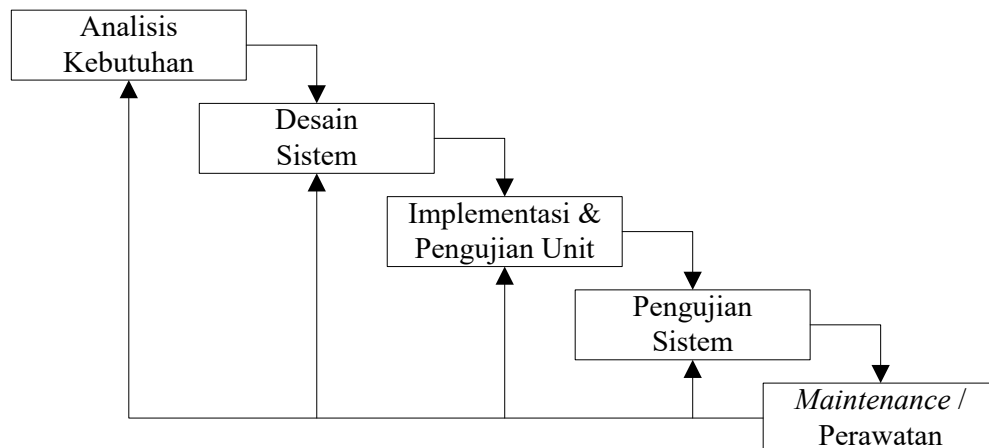 Analisis
Kebutuhan
Desain
Sistem
Implementasi &
Pengujian Unit
Pengujian
Sistem
Maintenance /
Perawatan